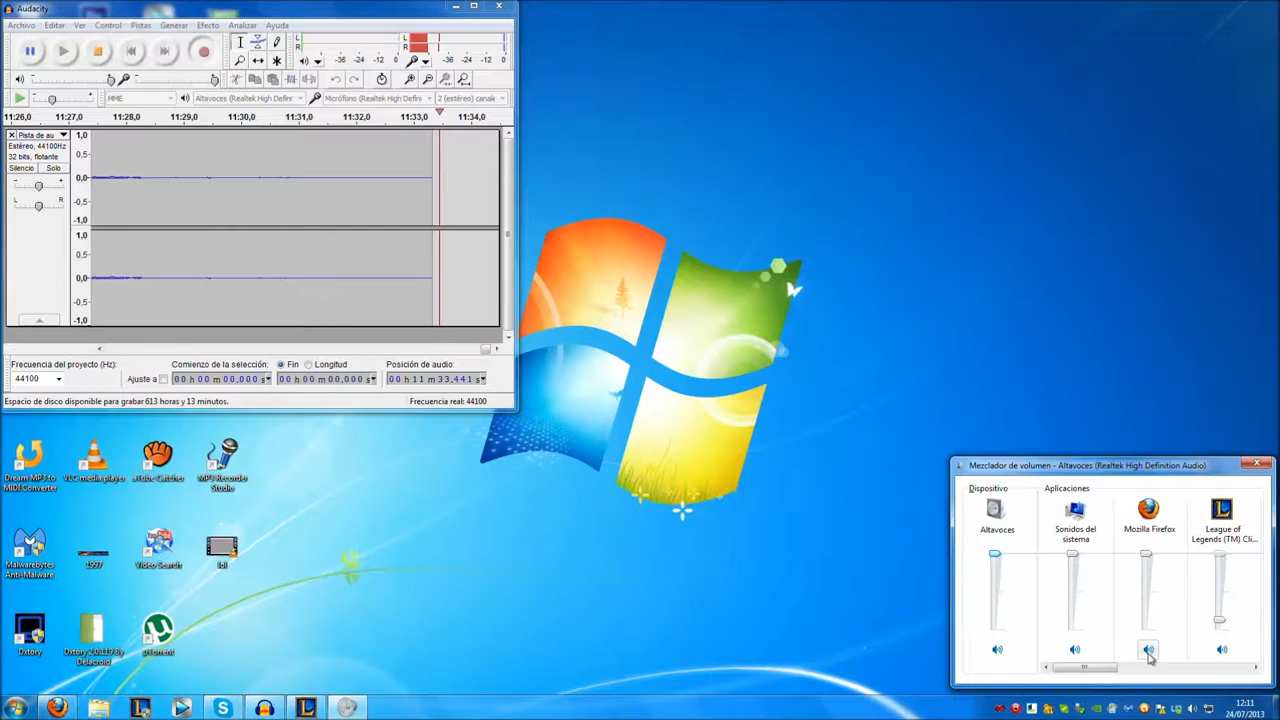 Audacity
Archivo Editar Ver Control Pistas Generar Efecto Analizar Ayuda
L
R
-36 -24 -12 0
L
R
-36 -24 -12 0
MME
Altavoces (Realtek High Definit
Micrófono (Realtek High Defini
2 (estéreo) canale
11:26,0 11:27,0 11:28,0 11:29,0 11:30,0 11:31,0 11:32,0 11:33,0 11:34,0
Pista de au
Estéreo, 44100Hz
32 bits, flotante
Silencio Solo
- +
L R
1,0
0,5
0,0
-0,5
-1,0
1,0
0,5
0,0
-0,5
-1,0
Frecuencia del proyecto (Hz):
44100
Ajuste a
Comienzo de la selección:
00 h 00 m 00,000 s
Fin Longitud
00 h 00 m 00,000 s
Posición de audio:
00 h 11 m 33,441 s
Espacio de disco disponible para grabar 613 horas y 13 minutos.
Frecuencia real: 44100
Dream MP3 to
MIDI Converter
VLC media player
aTube Catcher
MP3 Recorder
Studio
Malwarebytes
Anti-Malware
1997
Video Search
lol
Dxtory
Dxtory 2.0.119 By
Delacroid
µTorrent
Mezclador de volumen - Altavoces (Realtek High Definition Audio)
Dispositivo
Aplicaciones
Altavoces
Sonidos del
sistema
Mozilla Firefox
League of
Legends (TM) Cli...
12:11
24/07/2013